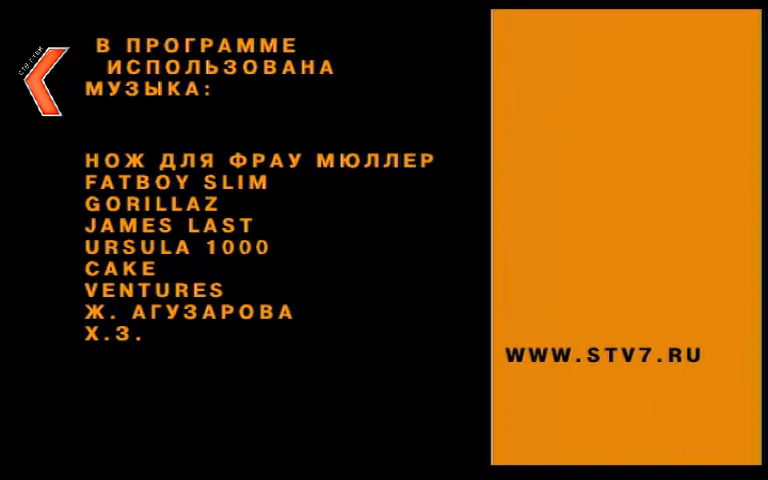 В ПРОГРАММЕ
ИСПОЛЬЗОВАНА
МУЗЫКА:
НОЖ ДЛЯ ФРАУ МЮЛЛЕР
FATBOY SLIM
GORILLAZ
JAMES LAST
URSULA 1000
CAKE
VENTURES
Ж. АГУЗАРОВА
Х.З.
WWW.STV7.RU